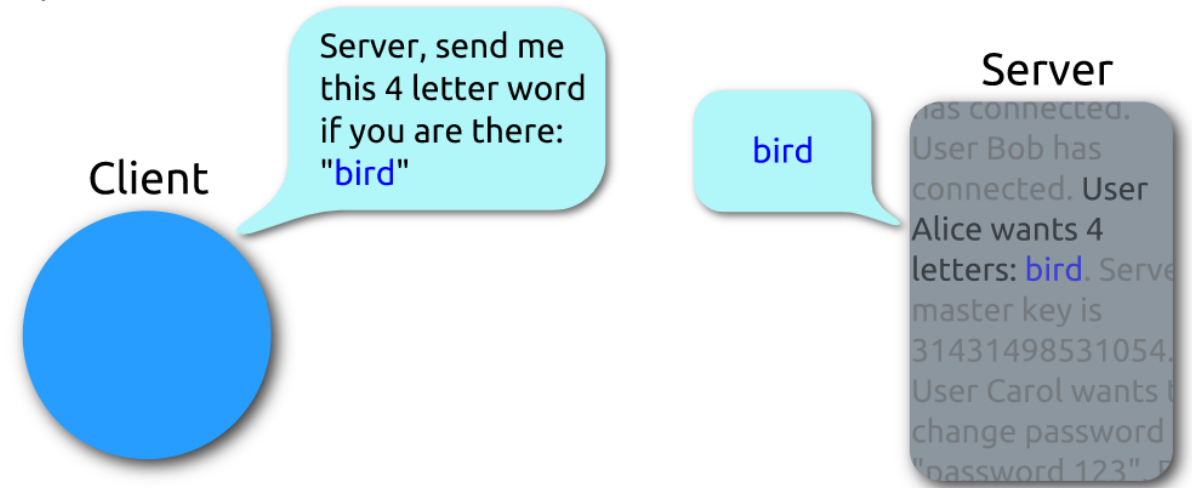 Server, send me
this 4 letter word
if you are there:
"bird"
Client
bird
Server
has connected.
User Bob has
connected. User
Alice wants 4
letters: bird. Serve
master key is
31431498531054.
User Carol wants t
change password
"password 123".